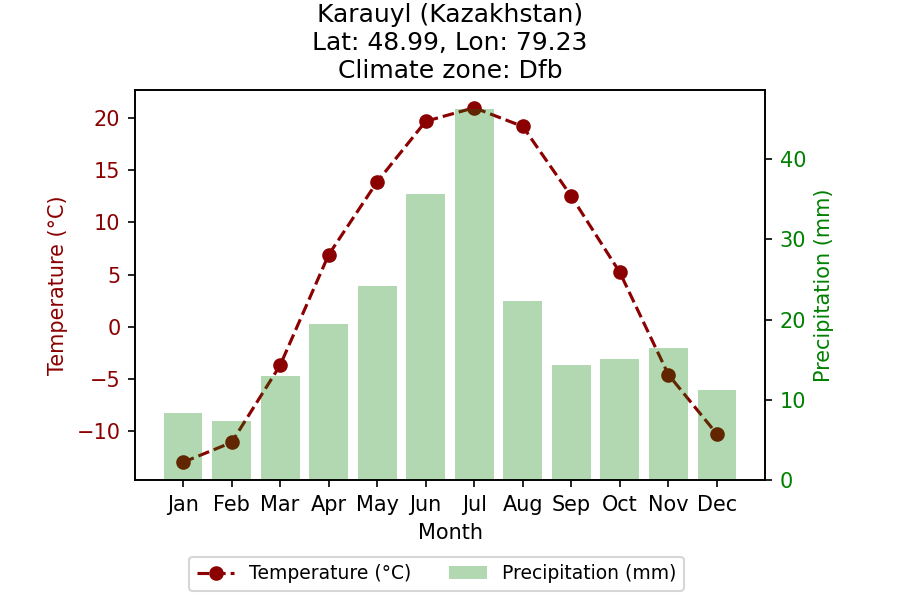 Karauyl (Kazakhstan)
Lat: 48.99, Lon: 79.23
Climate zone: Dfb
Temperature (°C)
20
15
10
5
0
−5
−10
40
30
20
10
0
Precipitation (mm)
Jan Feb Mar Apr May Jun Jul Aug Sep Oct Nov Dec
Month
Temperature (°C) Precipitation (mm)